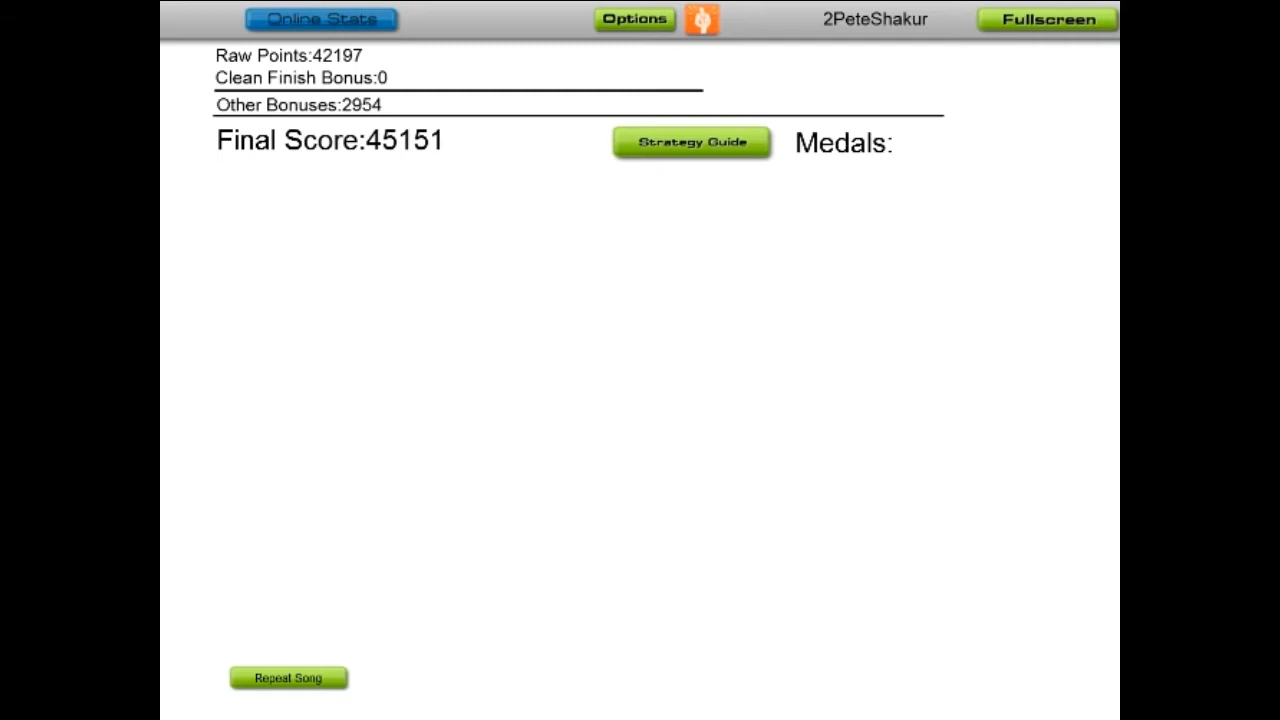 Online Stats
Options
2PeteShakur
Fullscreen
Raw Points:42197
Clean Finish Bonus:0
Other Bonuses:2954
Final Score:45151
Strategy Guide
Medals:
Repeat Song